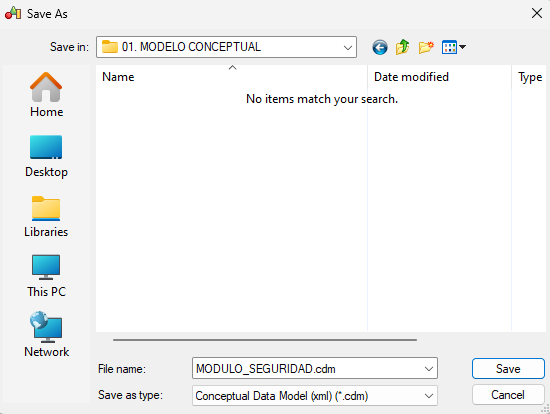 Save As
Save in:
01. MODELO CONCEPTUAL
Name
Date modified
Type
No items match your search.
Home
Desktop
Libraries
This PC
Network
File name:
MODULO_SEGURIDAD.cdm
Save
Save as type:
Conceptual Data Model (xml) (*.cdm)
Cancel